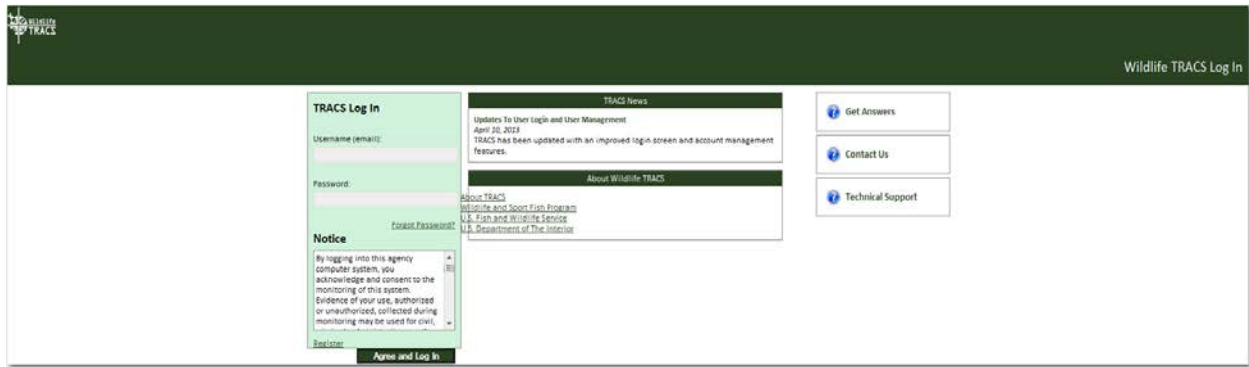 Wildlife
TRACS
Wildlife TRACS Log In
TRACS Log In
Username (email):
Password:
Forgot Password?
Notice
By logging into this agency
computer system, you
acknowledge and consent to the
monitoring of this system.
Evidence of your use, authorized
or unauthorized, collected during
monitoring may be used for civil,
Register
Agree and Log In
TRACS News
Updates To User Login and User Management
April 10, 2013
TRACS has been updated with an improved login screen and account management
features.
About Wildlife TRACS
About TRACS
Wildlife and Sport Fish Program
U.S. Fish and Wildlife Service
U.S. Department of The Interior
Get Answers
Contact Us
Technical Support